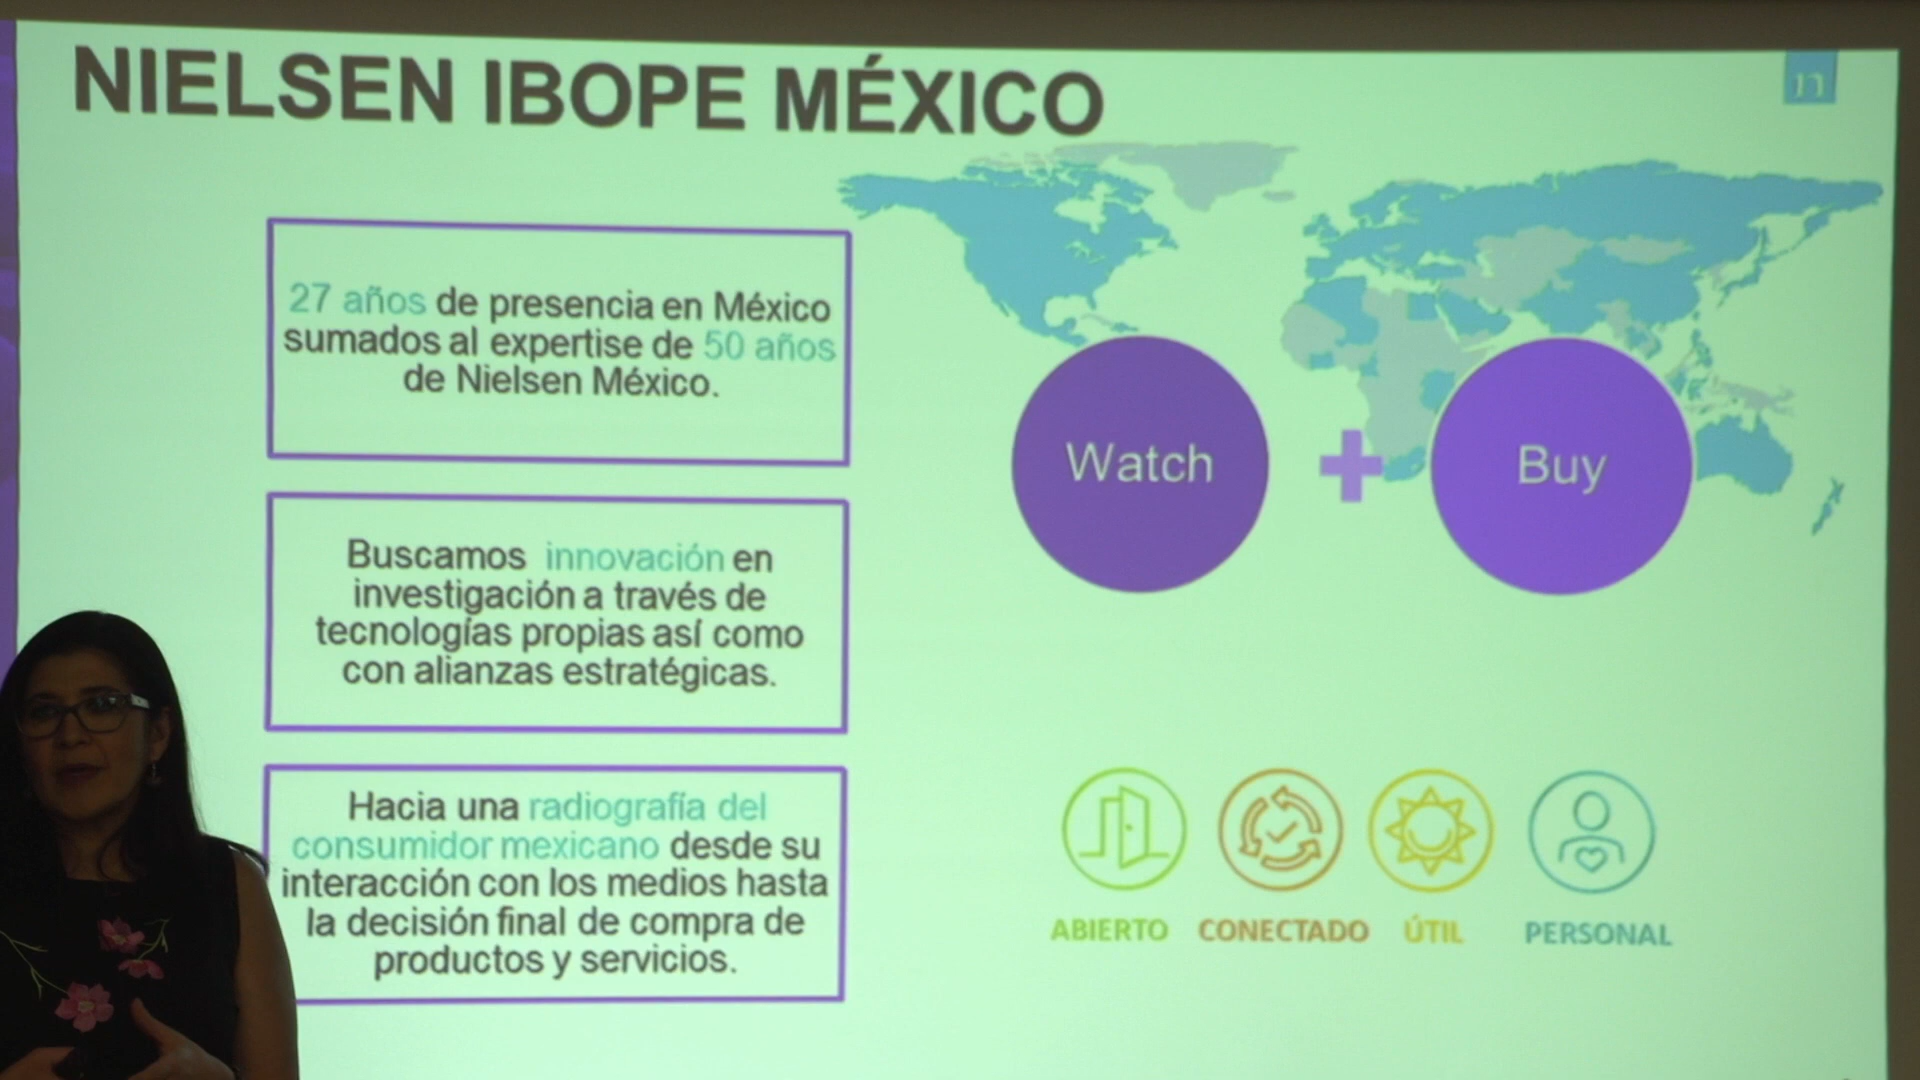 NIELSEN IBOPE MÉXICO
n
27 años de presencia en México
sumados al expertise de 50 años
de Nielsen México.
Watch
Buy
Buscamos innovación en
investigación a través de
tecnologías propias así como
con alianzas estratégicas.
Hacia una radiografía del
consumidor mexicano desde su
interacción con los medios hasta
la decisión final de compra de
productos y servicios.
ABIERTO CONECTADO ÚTIL PERSONAL